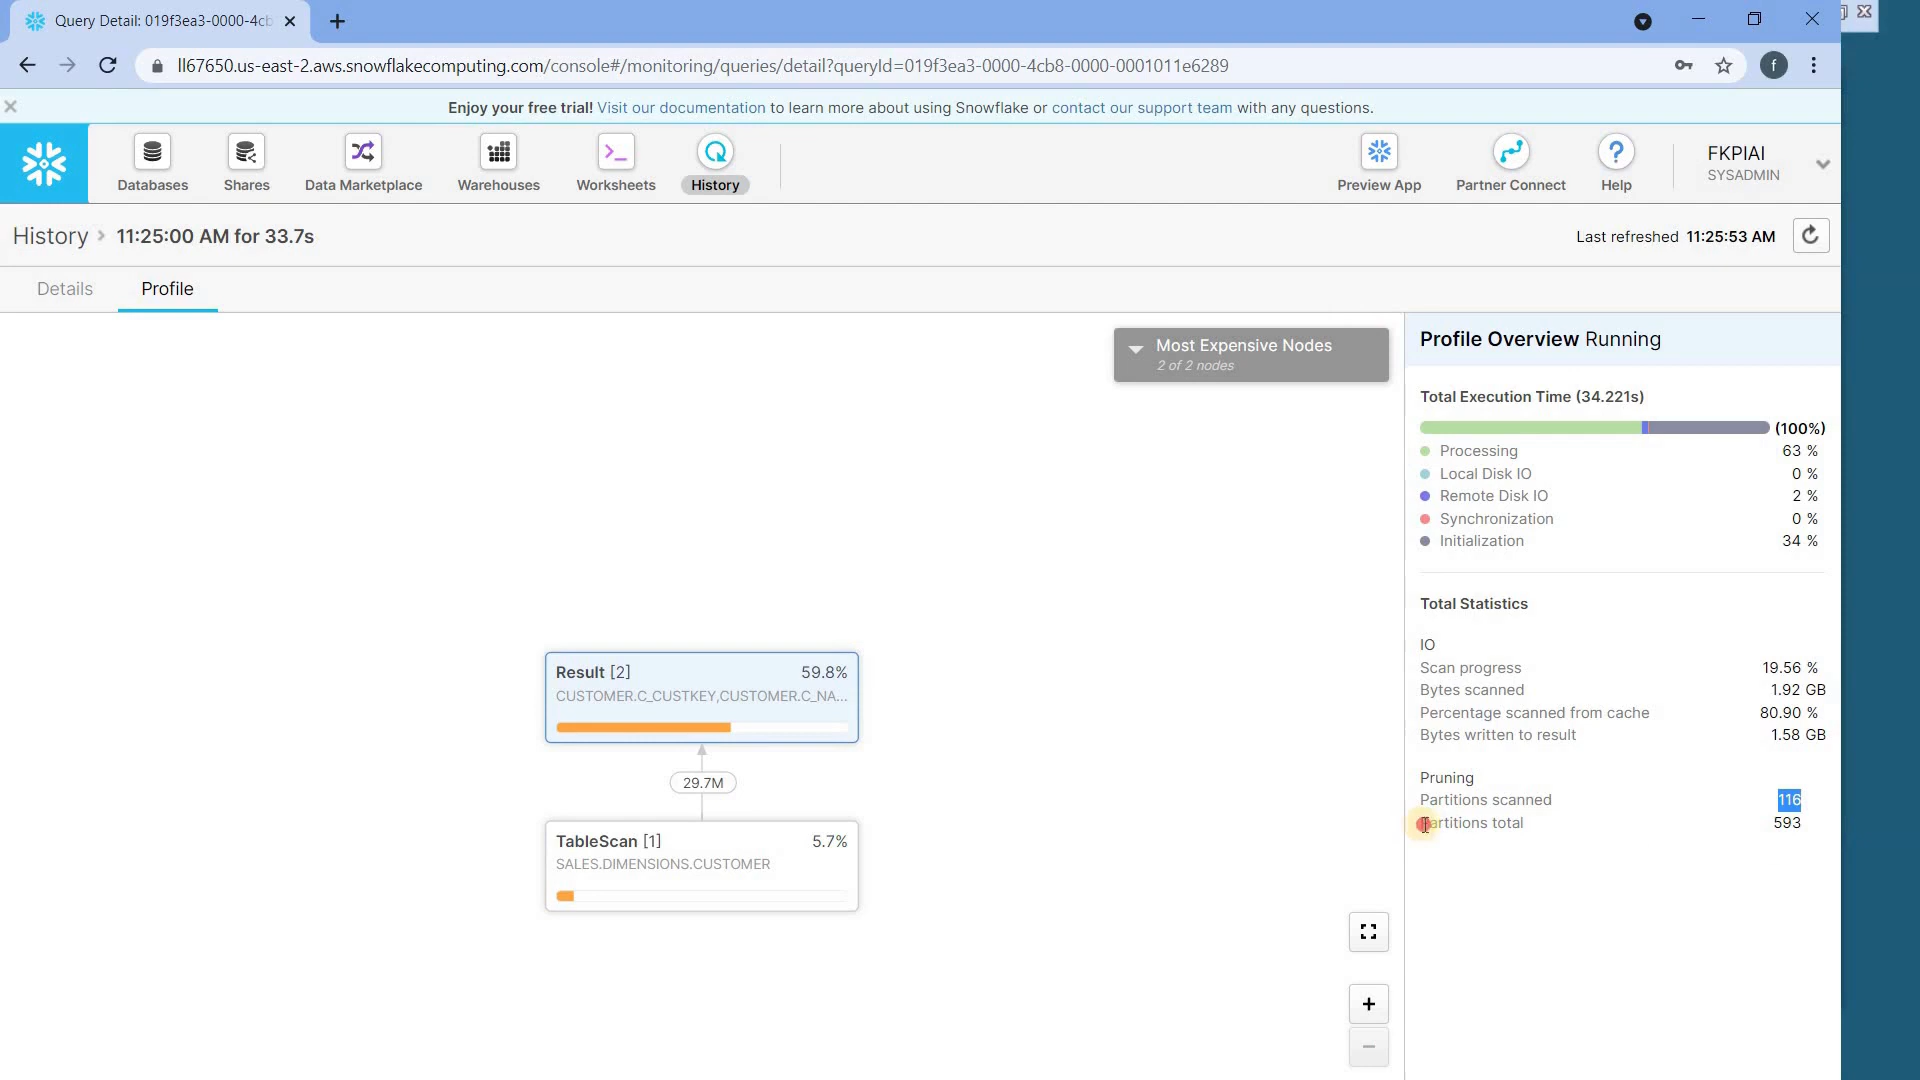 Query Detail: 019f3ea3-0000-4cb
ll67650.us-east-2.aws.snowflakecomputing.com/console#/monitoring/queries/detail?queryId=019f3ea3-0000-4cb8-0000-0001011e6289
f
Enjoy your free trial! Visit our documentation to learn more about using Snowflake or contact our support team with any questions.
Databases
Shares
Data Marketplace
Warehouses
Worksheets
History
Preview App
Partner Connect
Help
FKPIAI
SYSADMIN
History > 11:25:00 AM for 33.7s
Last refreshed 11:25:53 AM
Details
Profile
Most Expensive Nodes
2 of 2 nodes
Result [2] 59.8%
CUSTOMER.C_CUSTKEY,CUSTOMER.C_NA...
29.7M
TableScan [1] 5.7%
SALES.DIMENSIONS.CUSTOMER
Profile Overview Running
Total Execution Time (34.221s)
(100%)
Processing 63 %
Local Disk IO 0 %
Remote Disk IO 2 %
Synchronization 0 %
Initialization 34 %
Total Statistics
IO
Scan progress 19.56 %
Bytes scanned 1.92 GB
Percentage scanned from cache 80.90 %
Bytes written to result 1.58 GB
Pruning
Partitions scanned 116
Partitions total 593